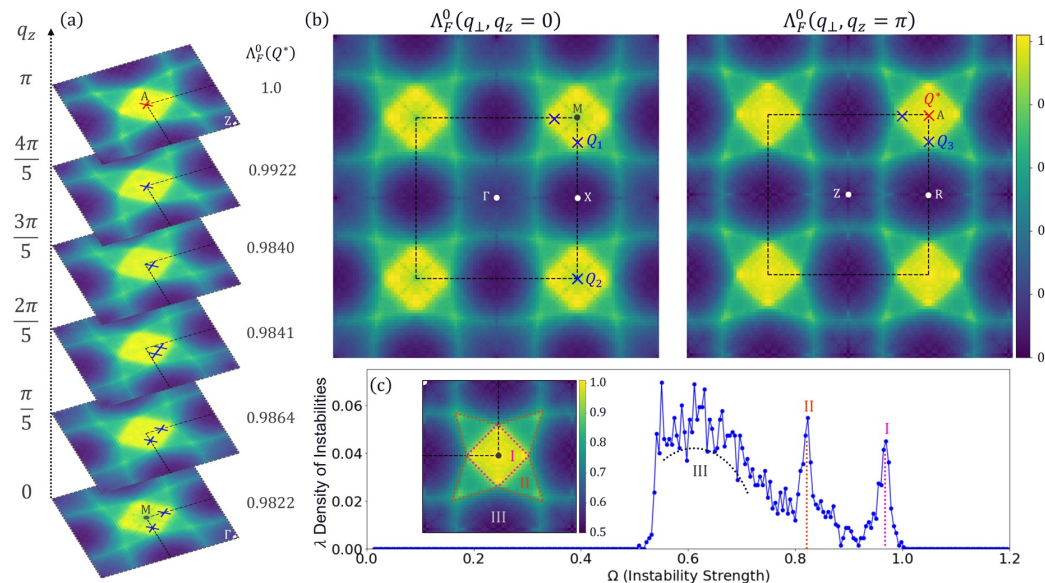 (a)
q_z
Λ_F^0(Q*)
π
1.0
A
Z
4π/5
0.9922
3π/5
0.9840
2π/5
0.9841
π/5
0.9864
0
0.9822
M
Γ
(b)
Λ_F^0(q_⊥, q_z = 0)
M
Q_1
Γ
X
Q_2
Λ_F^0(q_⊥, q_z = π)
Q*
A
Q_3
Z
R
1
0
0
0
0
0
(c)
λ Density of Instabilities
0.06
0.04
0.02
0.00
I
II
III
1.0
0.9
0.8
0.7
0.6
0.5
III
II
I
0.0 0.2 0.4 0.6 0.8 1.0 1.2
Ω (Instability Strength)